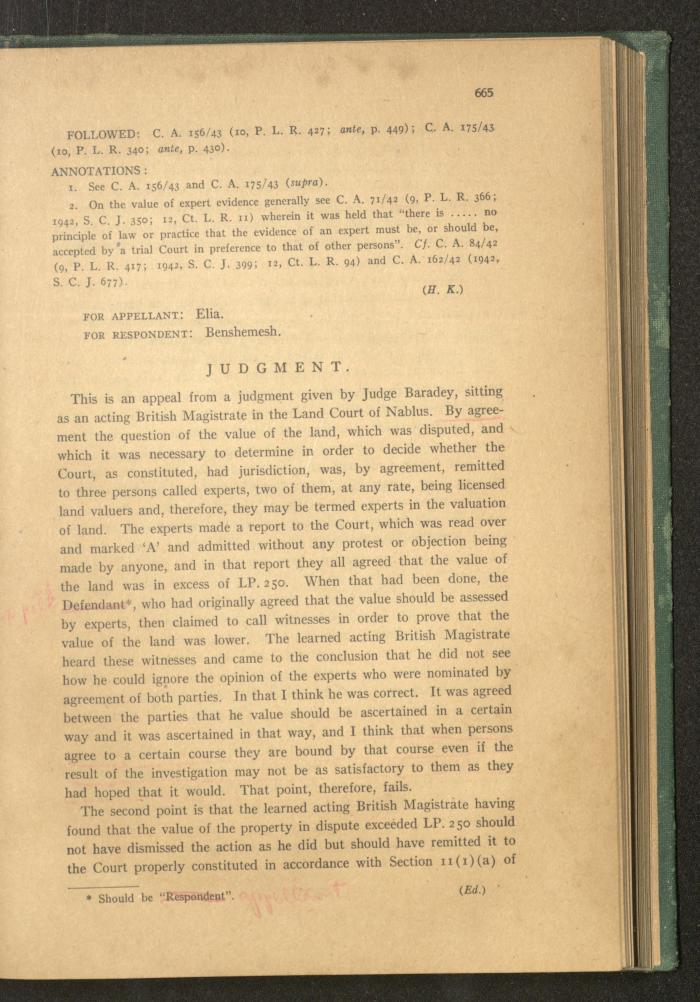 665
FOLLOWED: C. A. 156/43 (10, P. L. R. 427; ante, p. 449); C. A. 175/43
(10, P. L. R. 340; ante, p. 430).
ANNOTATIONS :
1. See C. A. 156/43 and C. A. 175/43 (supra).
2. On the value of expert evidence generally see C. A. 71/42 (9, P. L. R. 366;
1942, S. C. J. 350; 12, Ct. L. R. 11) wherein it was held that "there is ..... no
principle of law or practice that the evidence of an expert must be, or should be,
accepted by a trial Court in preference to that of other persons". Cf. C. A. 84/42
(9, P. L. R. 417; 1942, S. C. J. 399; 12, Ct. L. R. 94) and C. A. 162/42 (1942,
S. C. J. 677).
(H. K.)
FOR APPELLANT: Elia.
FOR RESPONDENT: Benshemesh.
JUDGMENT.
This is an appeal from a judgment given by Judge Baradey, sitting
as an acting British Magistrate in the Land Court of Nablus. By agree-
ment the question of the value of the land, which was disputed, and
which it was necessary to determine in order to decide whether the
Court, as constituted, had jurisdiction, was, by agreement, remitted
to three persons called experts, two of them, at any rate, being licensed
land valuers and, therefore, they may be termed experts in the valuation
of land. The experts made a report to the Court, which was read over
and marked 'A' and admitted without any protest or objection being
made by anyone, and in that report they all agreed that the value of
the land was in excess of LP. 250. When that had been done, the
Defendant*, who had originally agreed that the value should be assessed
by experts, then claimed to call witnesses in order to prove that the
value of the land was lower. The learned acting British Magistrate
heard these witnesses and came to the conclusion that he did not see
how he could ignore the opinion of the experts who were nominated by
agreement of both parties. In that I think he was correct. It was agreed
between the parties that he value should be ascertained in a certain
way and it was ascertained in that way, and I think that when persons
agree to a certain course they are bound by that course even if the
result of the investigation may not be as satisfactory to them as they
had hoped that it would. That point, therefore, fails.
The second point is that the learned acting British Magistrate having
found that the value of the property in dispute exceeded LP. 250 should
not have dismissed the action as he did but should have remitted it to
the Court properly constituted in accordance with Section 11(1)(a) of
* Should be "Respondent". appellant
(Ed.)